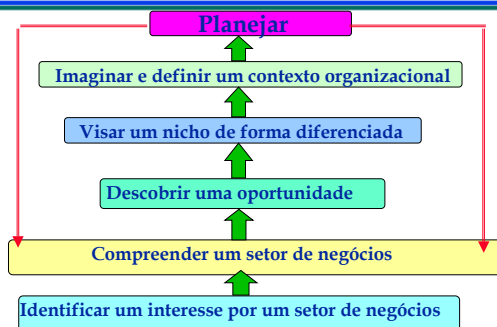 Planejar
Imaginar e definir um contexto organizacional
Visar um nicho de forma diferenciada
Descobrir uma oportunidade
Compreender um setor de negócios
Identificar um interesse por um setor de negócios